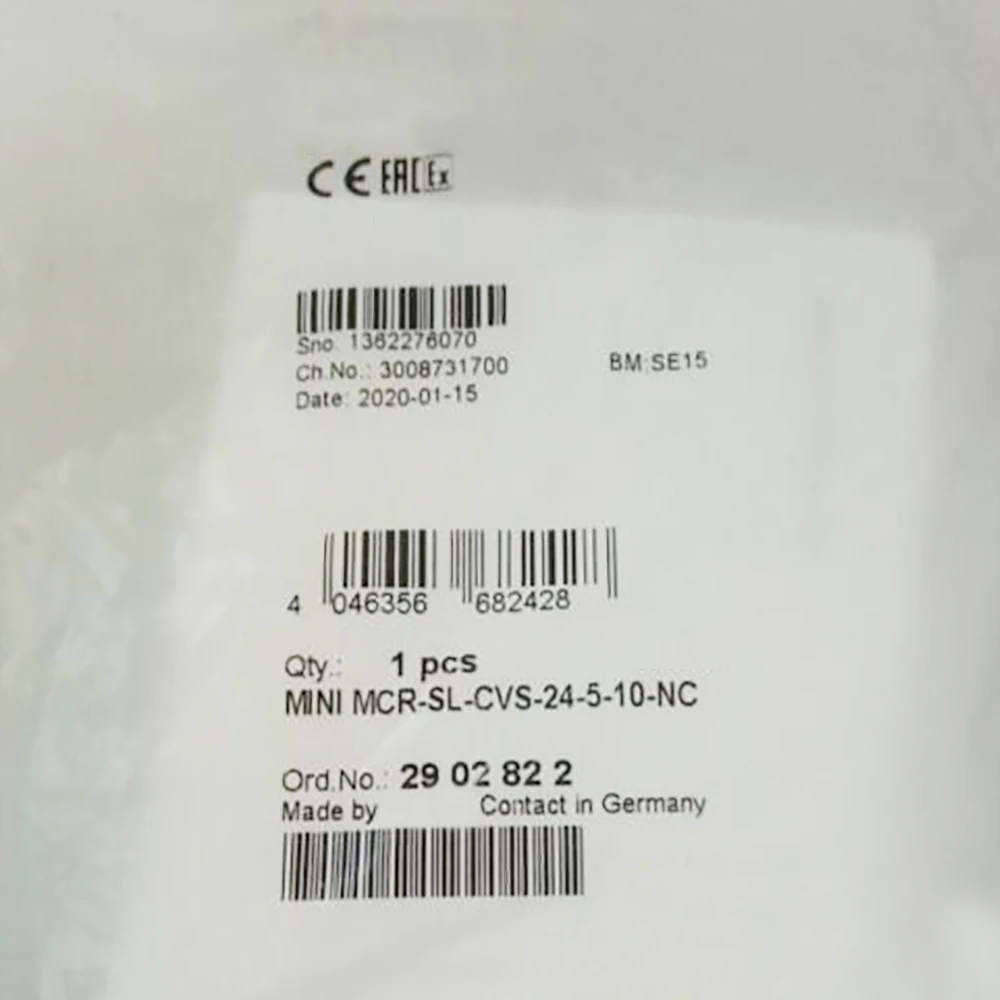 CE EAC Ex
Sno. 1362276070
Ch.No.: 3008731700 BM:SE15
Date: 2020-01-15
4 046356 682428
Qty.: 1 pcs
MINI MCR-SL-CVS-24-5-10-NC
Ord.No.: 29 02 82 2
Made by Contact in Germany